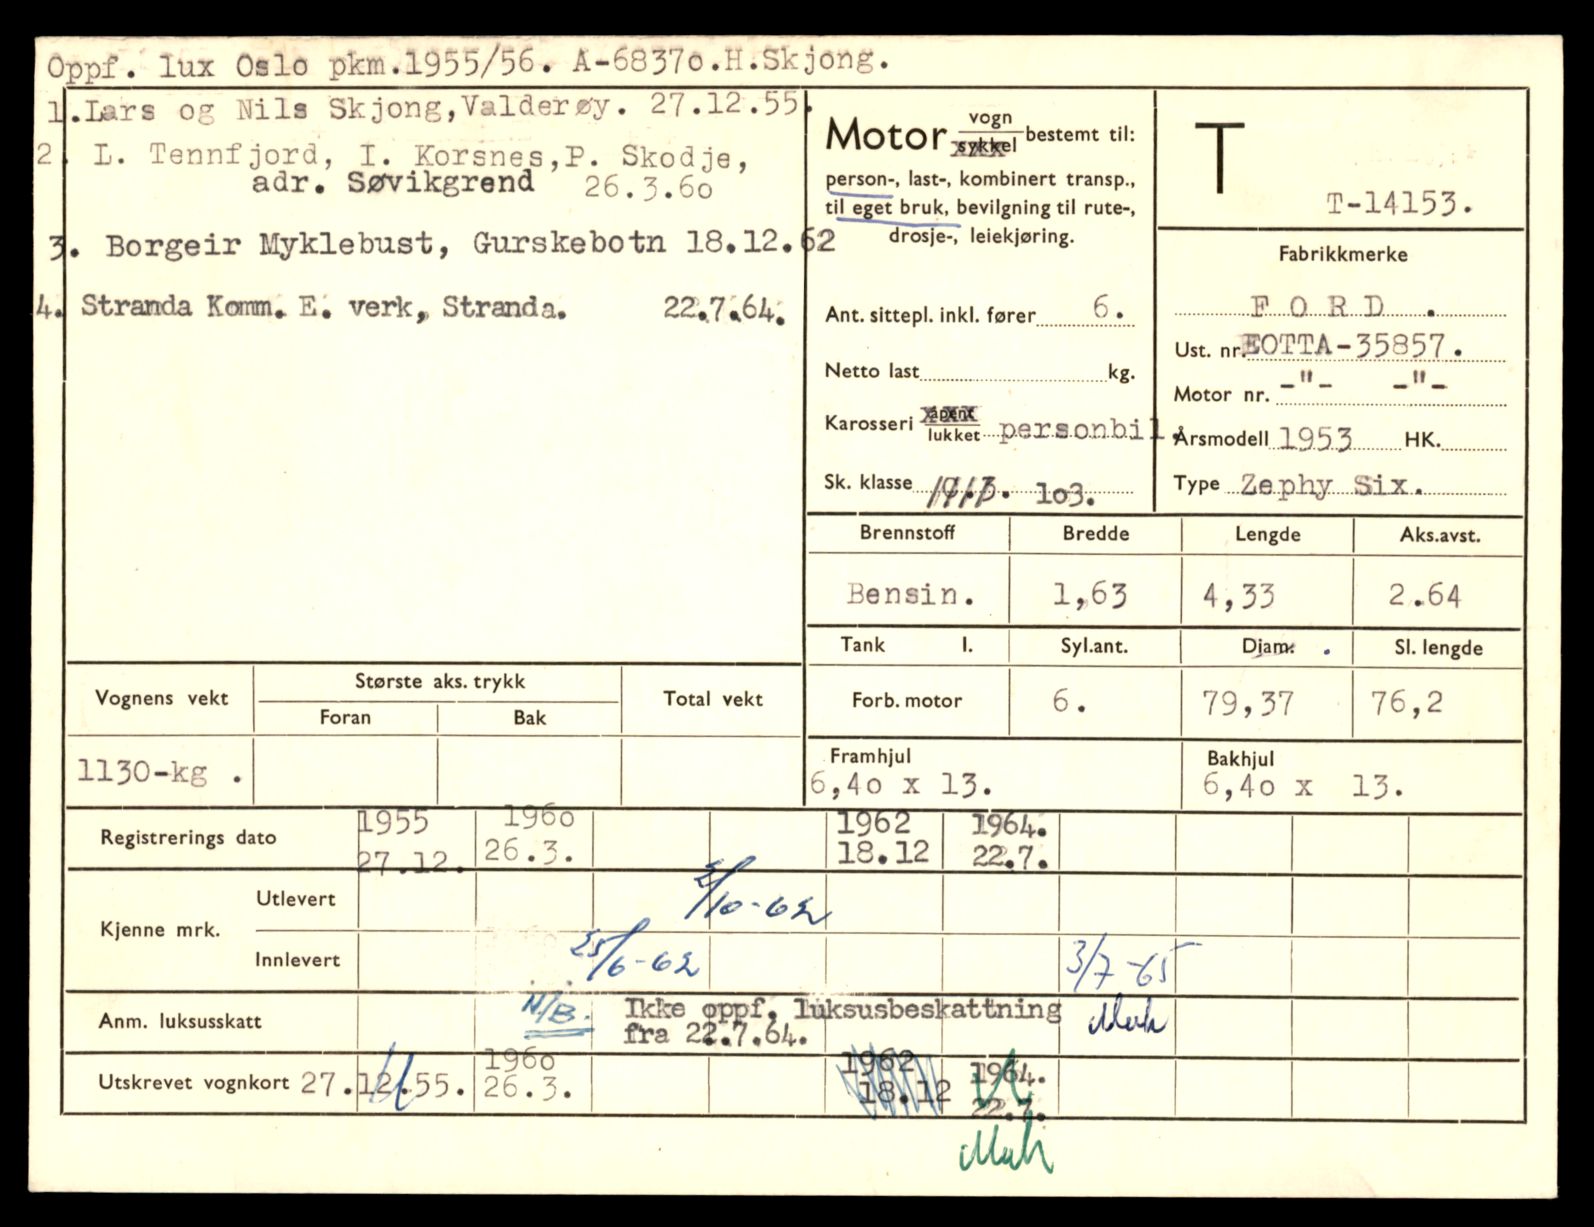 Oppf. lux Oslo pkm.1955/56. A-68370.H.Skjong.
1.Lars og Nils Skjong,Valderøy. 27.12.55.
2. L. Tennfjord, I. Korsnes,P. Skodje,
adr. Søvikgrend 26.3.60
3. Borgeir Myklebust, Gurskebotn 18.12.62
4. Stranda Komm. E. verk, Stranda. 22.7.64.
Motor vogn sykkel bestemt til:
person-, last-, kombinert transp.,
til eget bruk, bevilgning til rute-,
drosje-, leiekjøring.
Ant. sittepl. inkl. fører 6.
Netto last kg.
Karosseri åpent lukket personbil.
Sk. klasse 103.
T
T-14153.
Fabrikkmerke
FORD .
Ust. nr. EOTTA-35857.
Motor nr. -"- -"-
Årsmodell 1953 HK.
Type Zephy Six.
Brennstoff Bredde Lengde Aks.avst.
Bensin. 1,63 4,33 2.64
Tank l. Syl.ant. Djam. Sl. lengde
Forb. motor 6. 79,37 76,2
Framhjul Bakhjul
6,40 x 13. 6,40 x 13.
Vognens vekt Største aks. trykk Total vekt
Foran Bak
1130-kg .
Registrerings dato 1955 27.12. 1960 26.3. 1962 18.12 1964. 22.7.
Kjenne mrk. Utlevert 2/10-62
Innlevert 25/6-62 3/7-65
Anm. luksusskatt N/B. Ikke oppf. luksusbeskattning
fra 22.7.64.
Utskrevet vognkort 27.12.55. 1960 26.3. 1962 18.12 1964. 22.7.